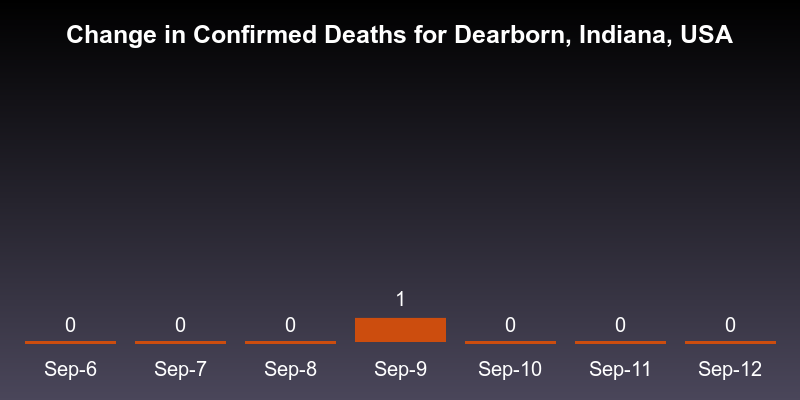 Change in Confirmed Deaths for Dearborn, Indiana, USA
1
0 0 0 0 0 0
Sep-6 Sep-7 Sep-8 Sep-9 Sep-10 Sep-11 Sep-12